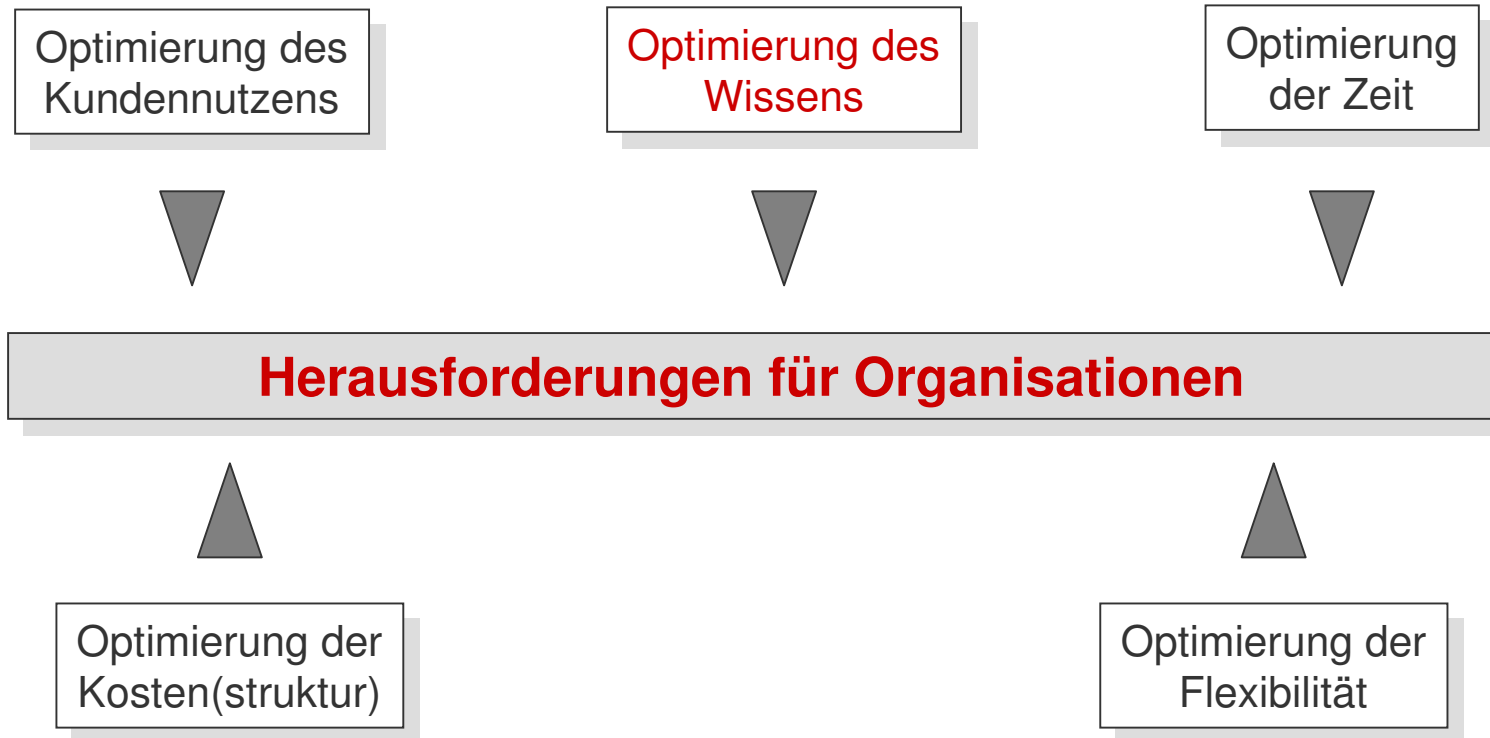 Optimierung des
Kundennutzens
Optimierung des
Wissens
Optimierung
der Zeit
Herausforderungen für Organisationen
Optimierung der
Kosten(struktur)
Optimierung der
Flexibilität